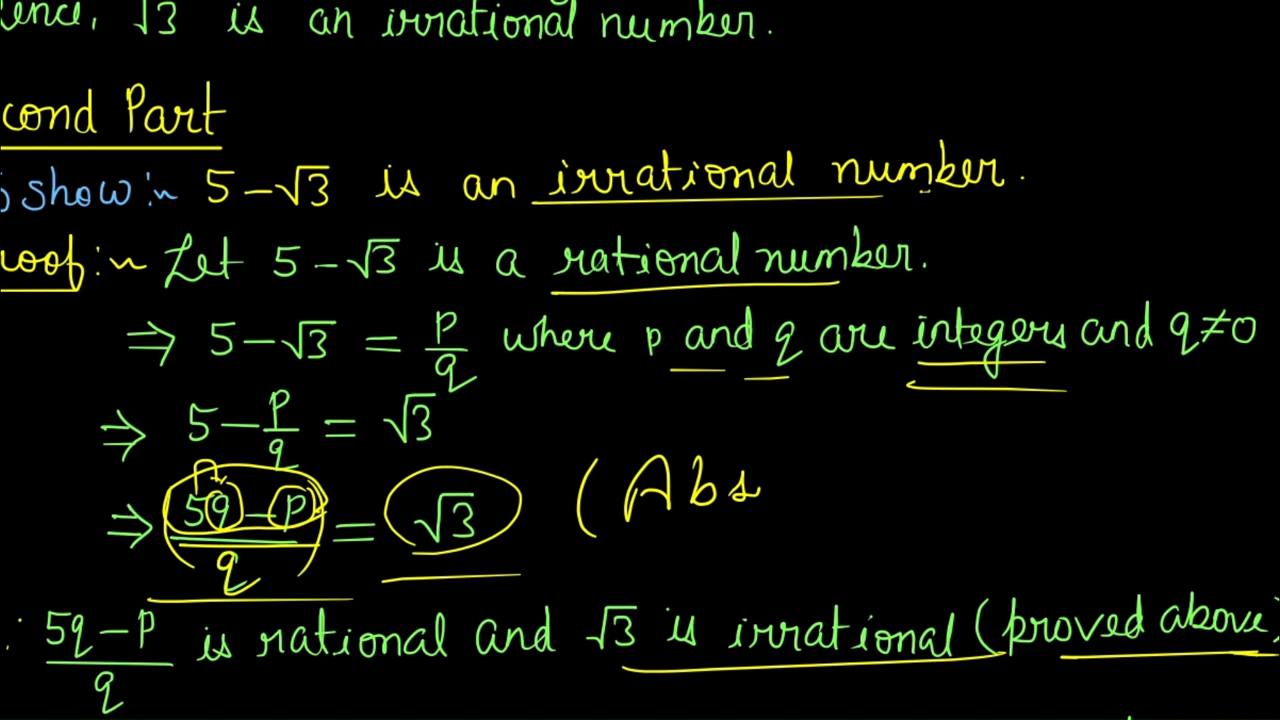 ence, √3 is an irrational number.
cond Part
show:~ 5-√3 is an irrational number.
roof:~ Let 5-√3 is a rational number.
⇒ 5-√3 = p/q where p and q are integers and q≠0
⇒ 5-p/q = √3
⇒ (5q-p)/q = √3 (Abs
∵ (5q-p)/q is rational and √3 is irrational (proved above)